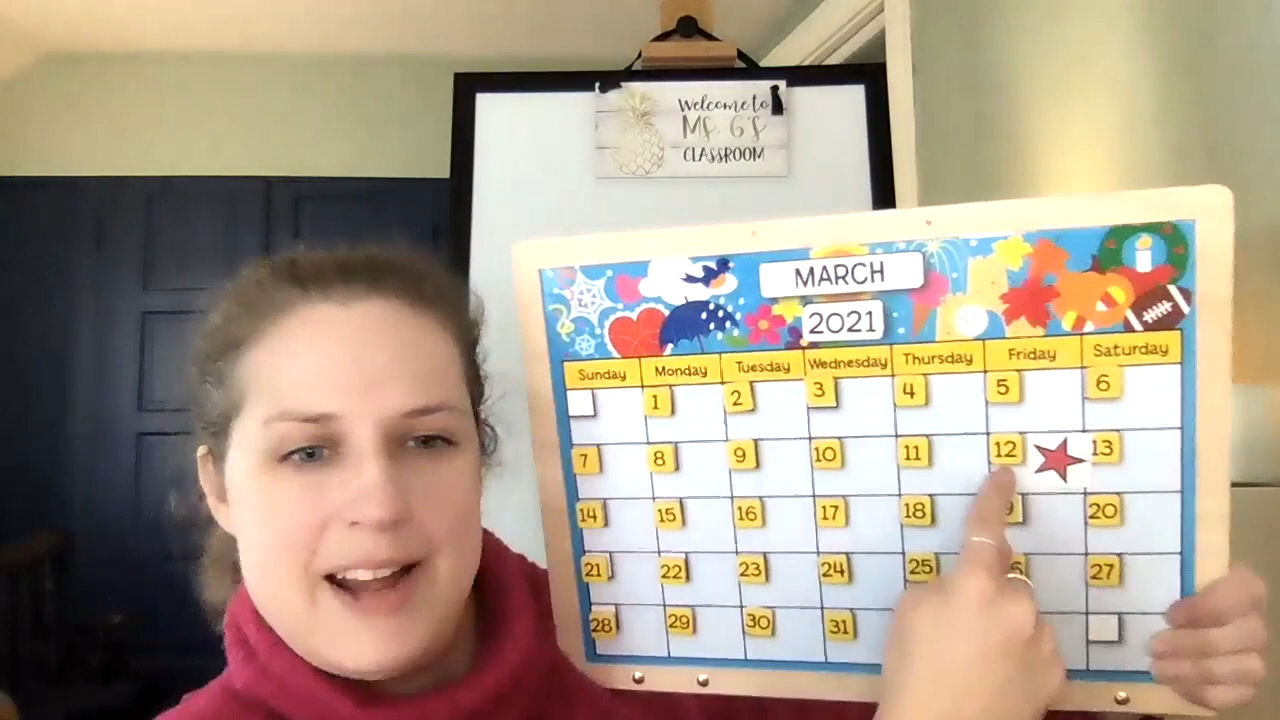 Welcome to
Ms. G's
CLASSROOM
MARCH
2021
Sunday Monday Tuesday Wednesday Thursday Friday Saturday
1 2 3 4 5 6
7 8 9 10 11 12 13
14 15 16 17 18 20
21 22 23 24 25 27
28 29 30 31